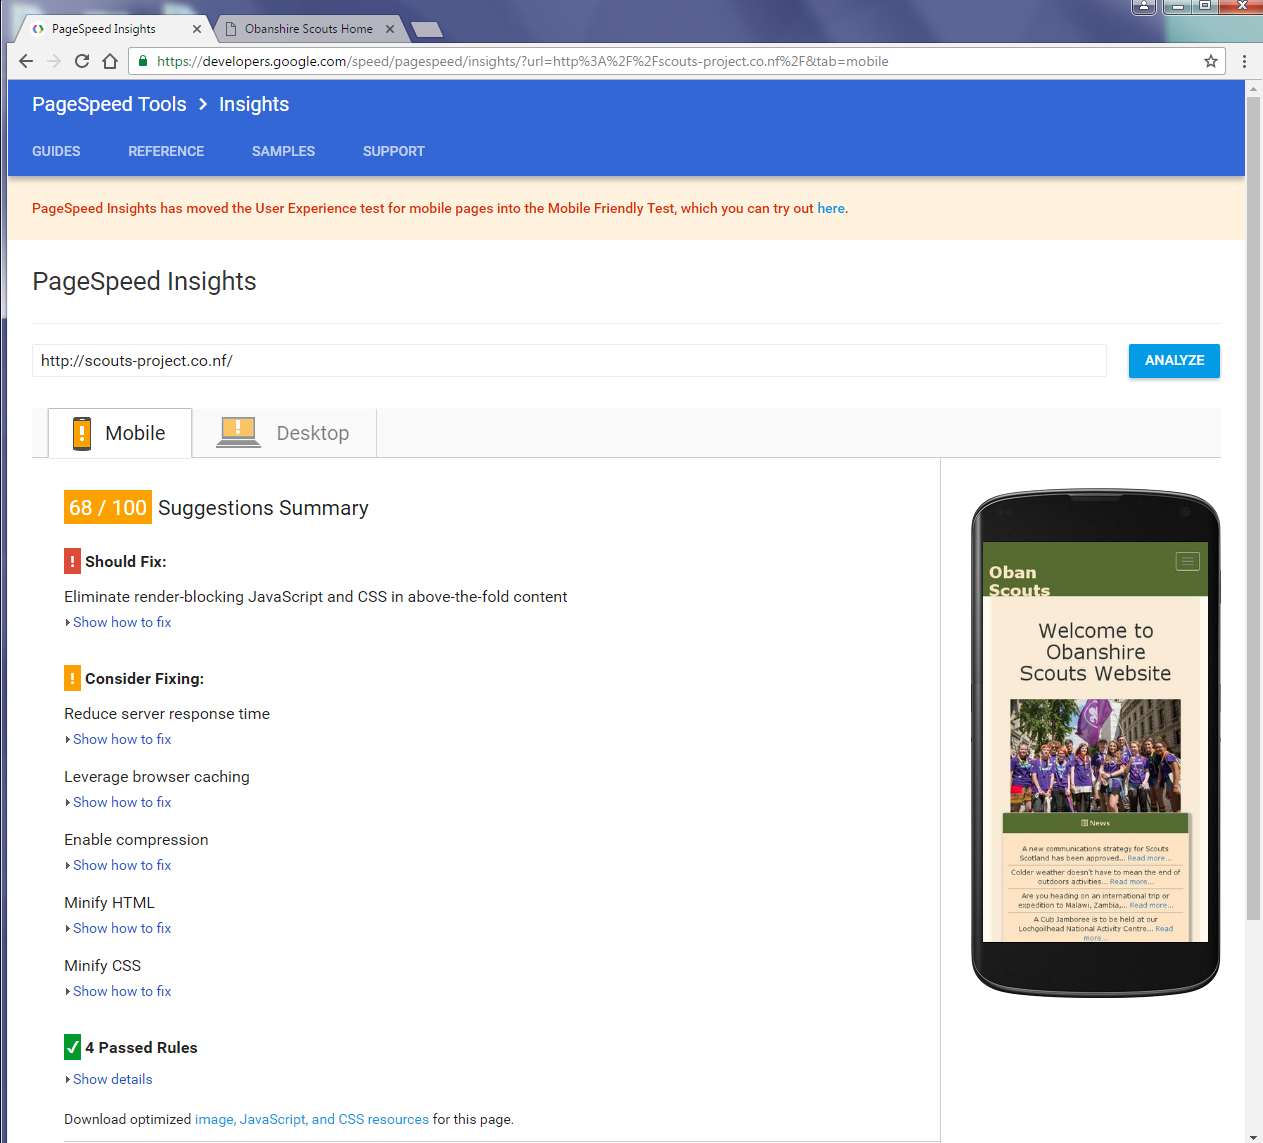 PageSpeed Insights
Obanshire Scouts Home
https://developers.google.com/speed/pagespeed/insights/?url=http%3A%2F%2Fscouts-project.co.nf%2F&tab=mobile
PageSpeed Tools > Insights
GUIDES REFERENCE SAMPLES SUPPORT
PageSpeed Insights has moved the User Experience test for mobile pages into the Mobile Friendly Test, which you can try out here.
PageSpeed Insights
http://scouts-project.co.nf/
ANALYZE
Mobile
Desktop
68 / 100 Suggestions Summary
! Should Fix:
Eliminate render-blocking JavaScript and CSS in above-the-fold content
Show how to fix
! Consider Fixing:
Reduce server response time
Show how to fix
Leverage browser caching
Show how to fix
Enable compression
Show how to fix
Minify HTML
Show how to fix
Minify CSS
Show how to fix
4 Passed Rules
Show details
Download optimized image, JavaScript, and CSS resources for this page.
Oban
Scouts
Welcome to
Obanshire
Scouts Website
News
A new communications strategy for Scouts
Scotland has been approved... Read more...
Colder weather doesn't have to mean the end of
outdoors activities... Read more...
Are you heading on an international trip or
expedition to Malawi, Zambia,... Read more...
A Cub Jamboree is to be held at our
Lochgoilhead National Activity Centre... Read
more...